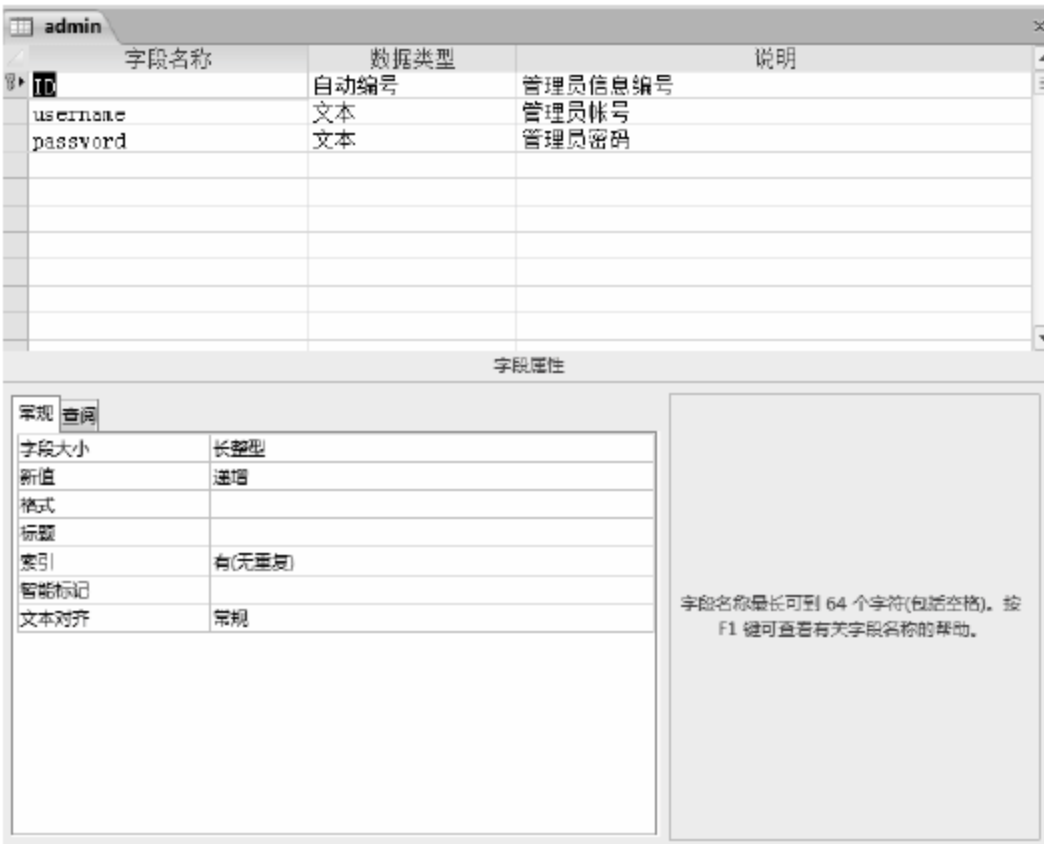 admin
字段名称 数据类型 说明
ID 自动编号 管理员信息编号
username 文本 管理员帐号
password 文本 管理员密码
字段属性
常规 查阅
字段大小 长整型
新值 递增
格式
标题
索引 有(无重复)
智能标记
文本对齐 常规
字段名称最长可到 64 个字符(包括空格)。按
F1 键可查看有关字段名称的帮助。